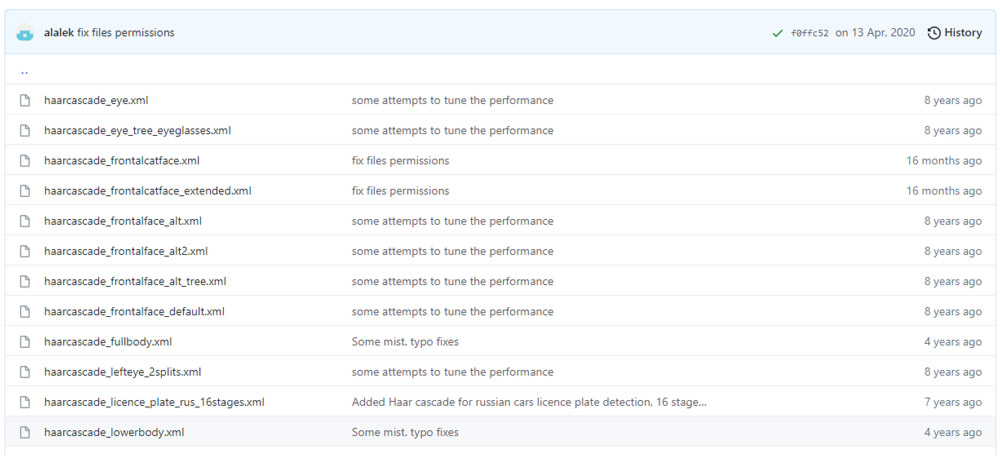 alalek fix files permissions f0ffc52 on 13 Apr, 2020 History
..
haarcascade_eye.xml some attempts to tune the performance 8 years ago
haarcascade_eye_tree_eyeglasses.xml some attempts to tune the performance 8 years ago
haarcascade_frontalcatface.xml fix files permissions 16 months ago
haarcascade_frontalcatface_extended.xml fix files permissions 16 months ago
haarcascade_frontalface_alt.xml some attempts to tune the performance 8 years ago
haarcascade_frontalface_alt2.xml some attempts to tune the performance 8 years ago
haarcascade_frontalface_alt_tree.xml some attempts to tune the performance 8 years ago
haarcascade_frontalface_default.xml some attempts to tune the performance 8 years ago
haarcascade_fullbody.xml Some mist. typo fixes 4 years ago
haarcascade_lefteye_2splits.xml some attempts to tune the performance 8 years ago
haarcascade_licence_plate_rus_16stages.xml Added Haar cascade for russian cars licence plate detection, 16 stage... 7 years ago
haarcascade_lowerbody.xml Some mist. typo fixes 4 years ago